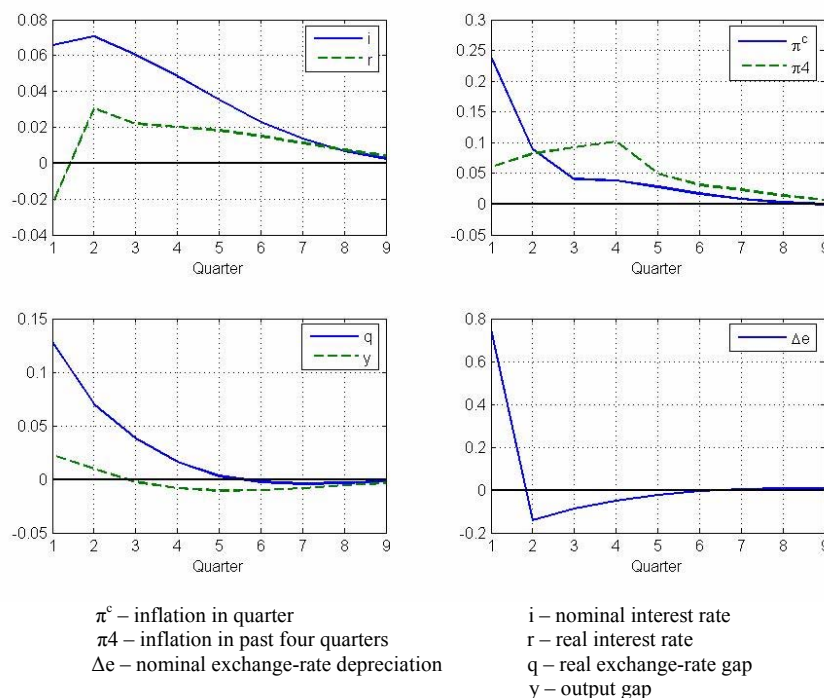 0.08
0.06
0.04
0.02
0
-0.02
-0.04
i
r
1 2 3 4 5 6 7 8 9
Quarter
0.3
0.25
0.2
0.15
0.1
0.05
0
-0.05
π^c
π4
1 2 3 4 5 6 7 8 9
Quarter
0.15
0.1
0.05
0
-0.05
q
y
1 2 3 4 5 6 7 8 9
Quarter
0.8
0.6
0.4
0.2
0
-0.2
Δe
1 2 3 4 5 6 7 8 9
Quarter
π^c – inflation in quarter
π4 – inflation in past four quarters
Δe – nominal exchange-rate depreciation
i – nominal interest rate
r – real interest rate
q – real exchange-rate gap
y – output gap